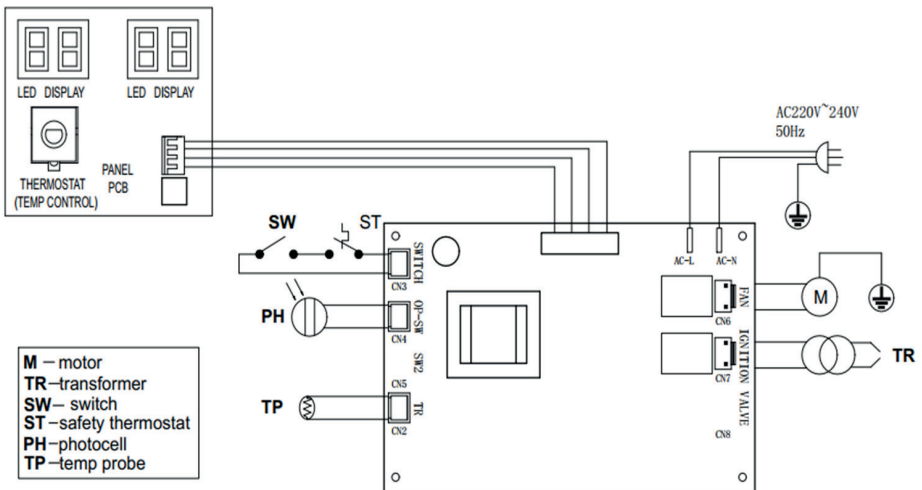 LED DISPLAY
LED DISPLAY
THERMOSTAT
(TEMP CONTROL)
PANEL
PCB
AC220V~240V
50Hz
SW
ST
SWITCH
CN3
PH
OP-SW
CN4
SW2
CN5
TP
TR
CN2
AC-L
AC-N
FAN
CN6
M
IGNITION
CN7
TR
VALVE
CN8
M – motor
TR–transformer
SW– switch
ST–safety thermostat
PH–photocell
TP–temp probe